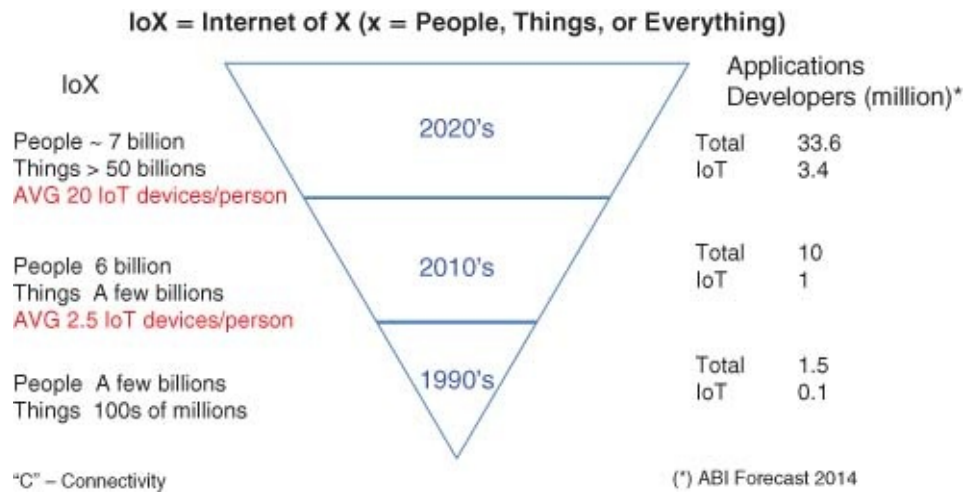 IoX = Internet of X (x = People, Things, or Everything)
IoX
People ~ 7 billion
Things > 50 billions
AVG 20 IoT devices/person
People 6 billion
Things A few billions
AVG 2.5 IoT devices/person
People A few billions
Things 100s of millions
"C" – Connectivity
2020's
2010's
1990's
Applications
Developers (million)*
Total 33.6
IoT 3.4
Total 10
IoT 1
Total 1.5
IoT 0.1
(*) ABI Forecast 2014